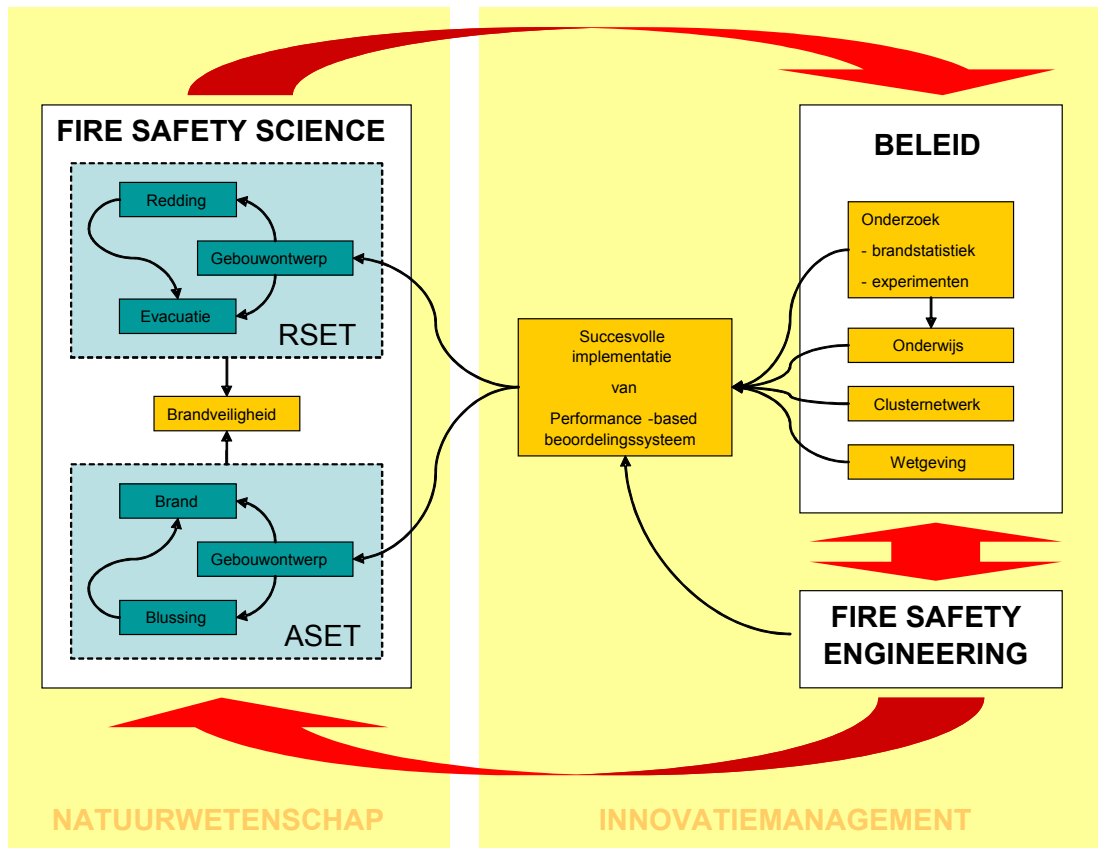 FIRE SAFETY SCIENCE
Redding
Gebouwontwerp
Evacuatie
RSET
Brandveiligheid
Brand
Gebouwontwerp
Blussing
ASET
Succesvolle
implementatie
van
Performance -based
beoordelingssysteem
BELEID
Onderzoek
- brandstatistiek
- experimenten
Onderwijs
Clusternetwerk
Wetgeving
FIRE SAFETY
ENGINEERING
NATUURWETENSCHAP
INNOVATIEMANAGEMENT